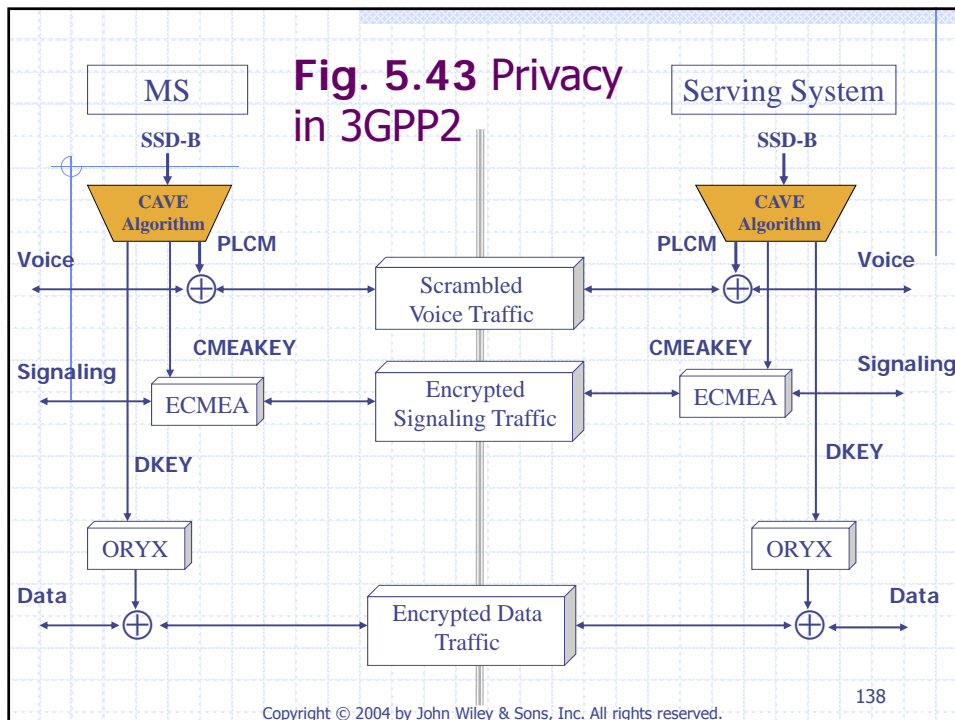 Fig. 5.43 Privacy
in 3GPP2
MS
Serving System
SSD-B
SSD-B
CAVE
Algorithm
CAVE
Algorithm
PLCM
PLCM
Voice
Voice
Scrambled
Voice Traffic
CMEAKEY
CMEAKEY
Signaling
Signaling
ECMEA
Encrypted
Signaling Traffic
ECMEA
DKEY
DKEY
ORYX
ORYX
Data
Data
Encrypted Data
Traffic
138
Copyright © 2004 by John Wiley & Sons, Inc. All rights reserved.